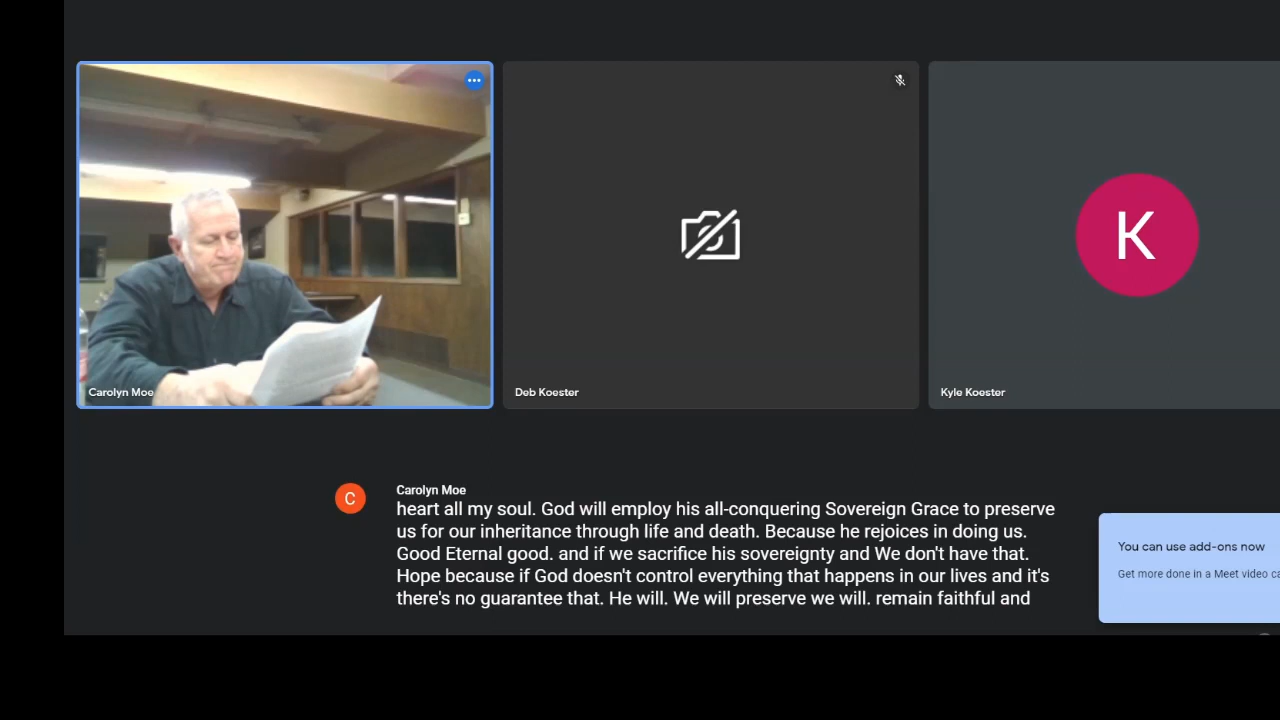 Carolyn Moe
Deb Koester
K
Kyle Koester
C
Carolyn Moe
heart all my soul. God will employ his all-conquering Sovereign Grace to preserve
us for our inheritance through life and death. Because he rejoices in doing us.
Good Eternal good. and if we sacrifice his sovereignty and We don't have that.
Hope because if God doesn't control everything that happens in our lives and it's
there's no guarantee that. He will. We will preserve we will. remain faithful and
You can use add-ons now
Get more done in a Meet video ca